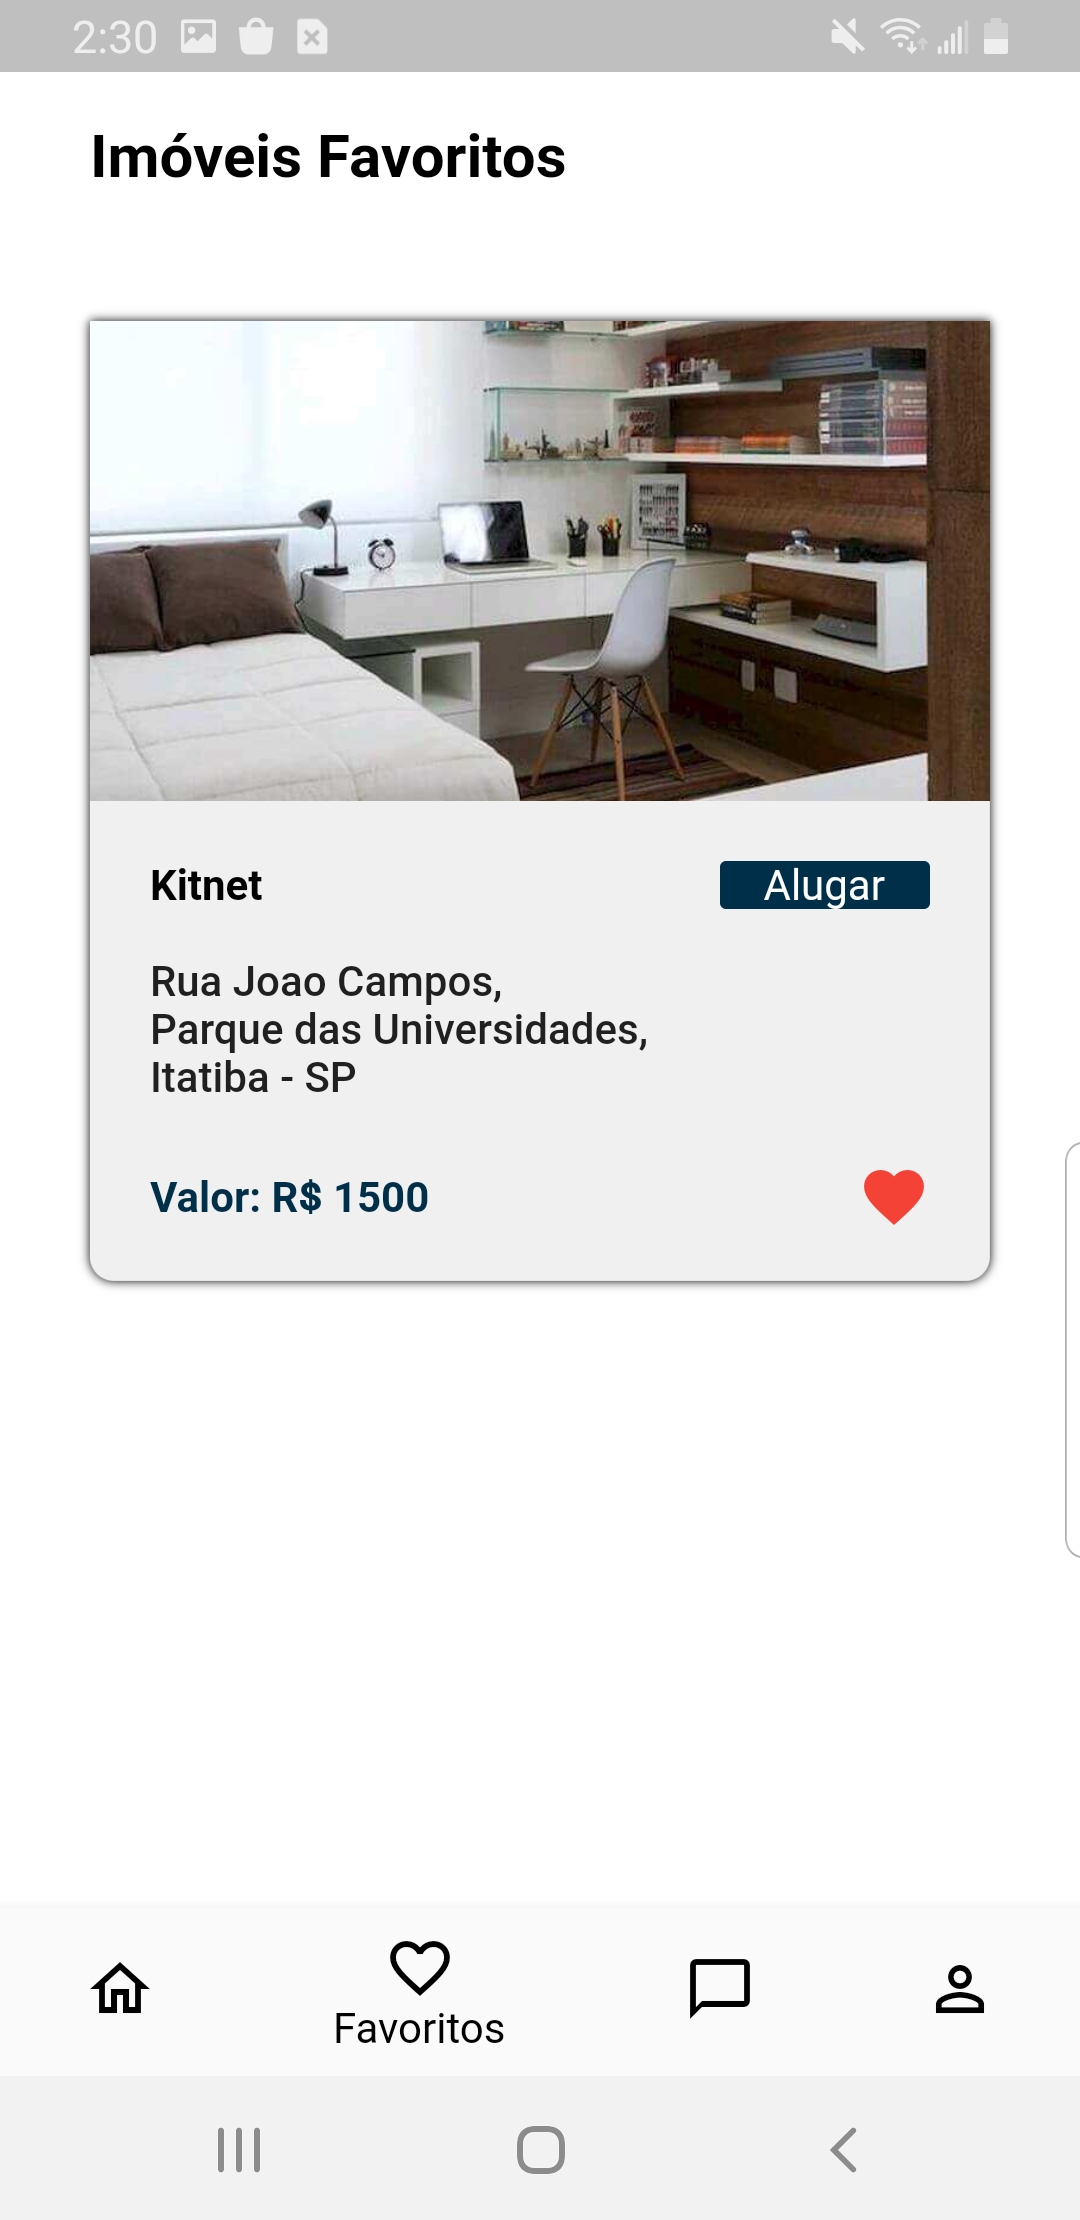 2:30
Imóveis Favoritos
Kitnet
Alugar
Rua Joao Campos,
Parque das Universidades,
Itatiba - SP
Valor: R$ 1500
Favoritos